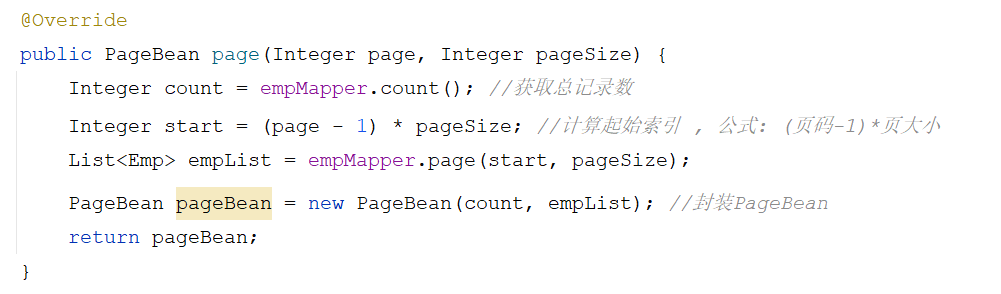 @Override
public PageBean page(Integer page, Integer pageSize) {
Integer count = empMapper.count(); //获取总记录数
Integer start = (page - 1) * pageSize; //计算起始索引 , 公式: (页码-1)*页大小
List<Emp> empList = empMapper.page(start, pageSize);
PageBean pageBean = new PageBean(count, empList); //封装PageBean
return pageBean;
}